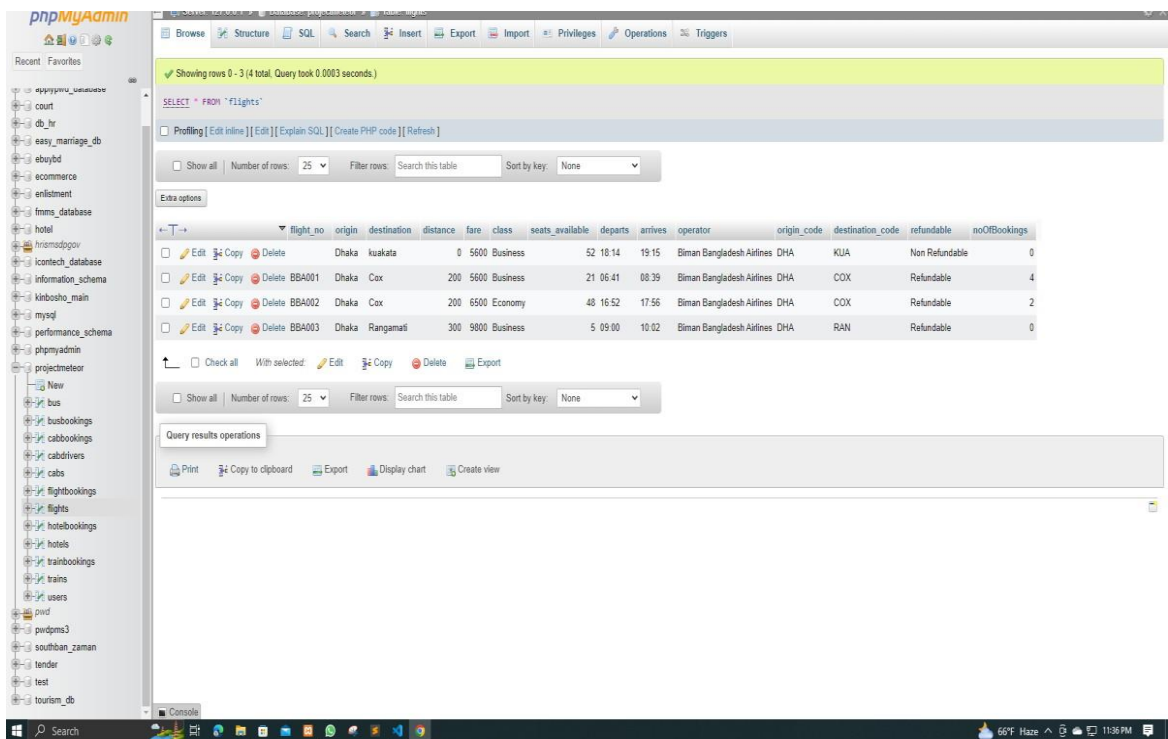 phpMyAdmin
Recent Favorites
applypwd_database
court
db_hr
easy_marriage_db
ebuybd
ecommerce
enlistment
fmms_database
hotel
hrismsdpgov
icontech_database
information_schema
kinbosho_main
mysql
performance_schema
phpmyadmin
projectmeteor
New
bus
busbookings
cabbookings
cabdrivers
cabs
flightbookings
flights
hotelbookings
hotels
trainbookings
trains
users
pwd
pwdpms3
southban_zaman
tender
test
tourism_db
Server: 127.0.0.1 » Database: projectmeteor » Table: flights
Browse Structure SQL Search Insert Export Import Privileges Operations Triggers
Showing rows 0 - 3 (4 total, Query took 0.0003 seconds.)
SELECT * FROM `flights`
Profiling [ Edit inline ] [ Edit ] [ Explain SQL ] [ Create PHP code ] [ Refresh ]
Show all | Number of rows: 25 Filter rows: Search this table Sort by key: None
Extra options
←T→ flight_no origin destination distance fare class seats_available departs arrives operator origin_code destination_code refundable noOfBookings
Edit Copy Delete Dhaka kuakata 0 5600 Business 52 18:14 19:15 Biman Bangladesh Airlines DHA KUA Non Refundable 0
Edit Copy Delete BBA001 Dhaka Cox 200 5600 Business 21 06:41 08:39 Biman Bangladesh Airlines DHA COX Refundable 4
Edit Copy Delete BBA002 Dhaka Cox 200 6500 Economy 48 16:52 17:56 Biman Bangladesh Airlines DHA COX Refundable 2
Edit Copy Delete BBA003 Dhaka Rangamati 300 9800 Business 5 09:00 10:02 Biman Bangladesh Airlines DHA RAN Refundable 0
Check all With selected: Edit Copy Delete Export
Show all | Number of rows: 25 Filter rows: Search this table Sort by key: None
Query results operations
Print Copy to clipboard Export Display chart Create view
Console
Search
66°F Haze 11:36 PM